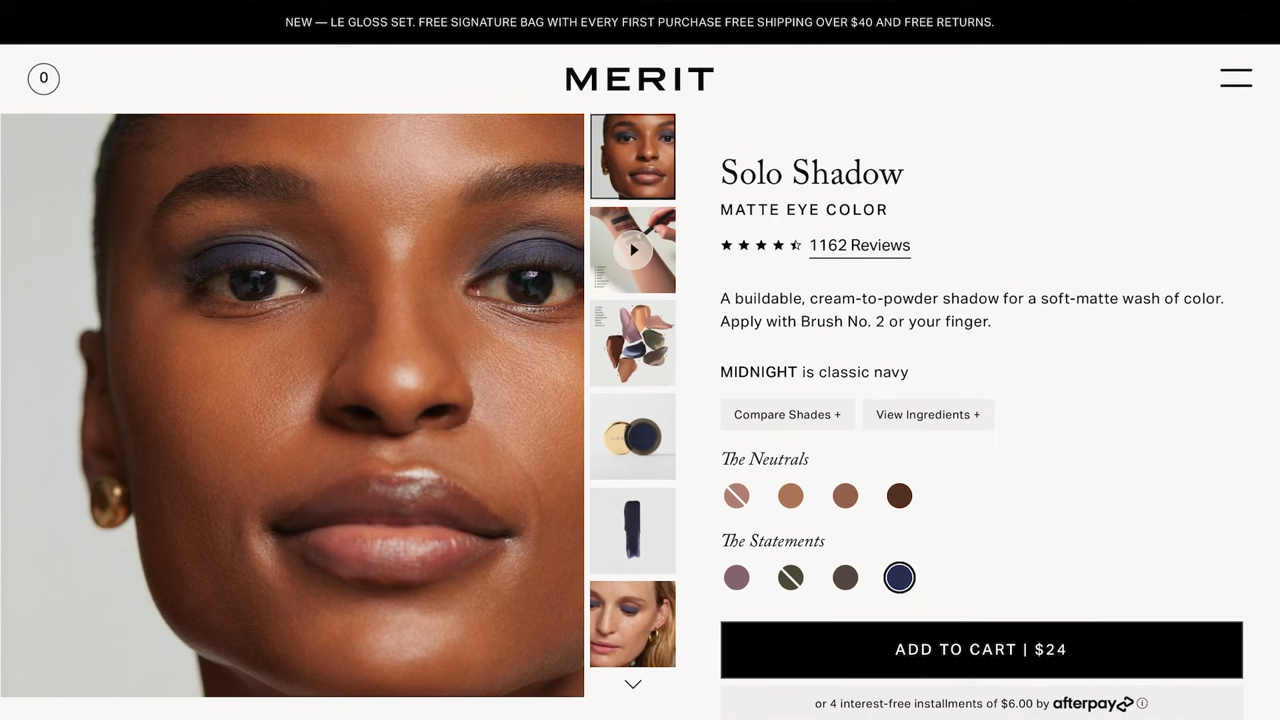 NEW — LE GLOSS SET. FREE SIGNATURE BAG WITH EVERY FIRST PURCHASE FREE SHIPPING OVER $40 AND FREE RETURNS.
0
MERIT
Solo Shadow
MATTE EYE COLOR
1162 Reviews
A buildable, cream-to-powder shadow for a soft-matte wash of color.
Apply with Brush No. 2 or your finger.
MIDNIGHT is classic navy
Compare Shades +
View Ingredients +
The Neutrals
The Statements
ADD TO CART | $24
or 4 interest-free installments of $6.00 by afterpay